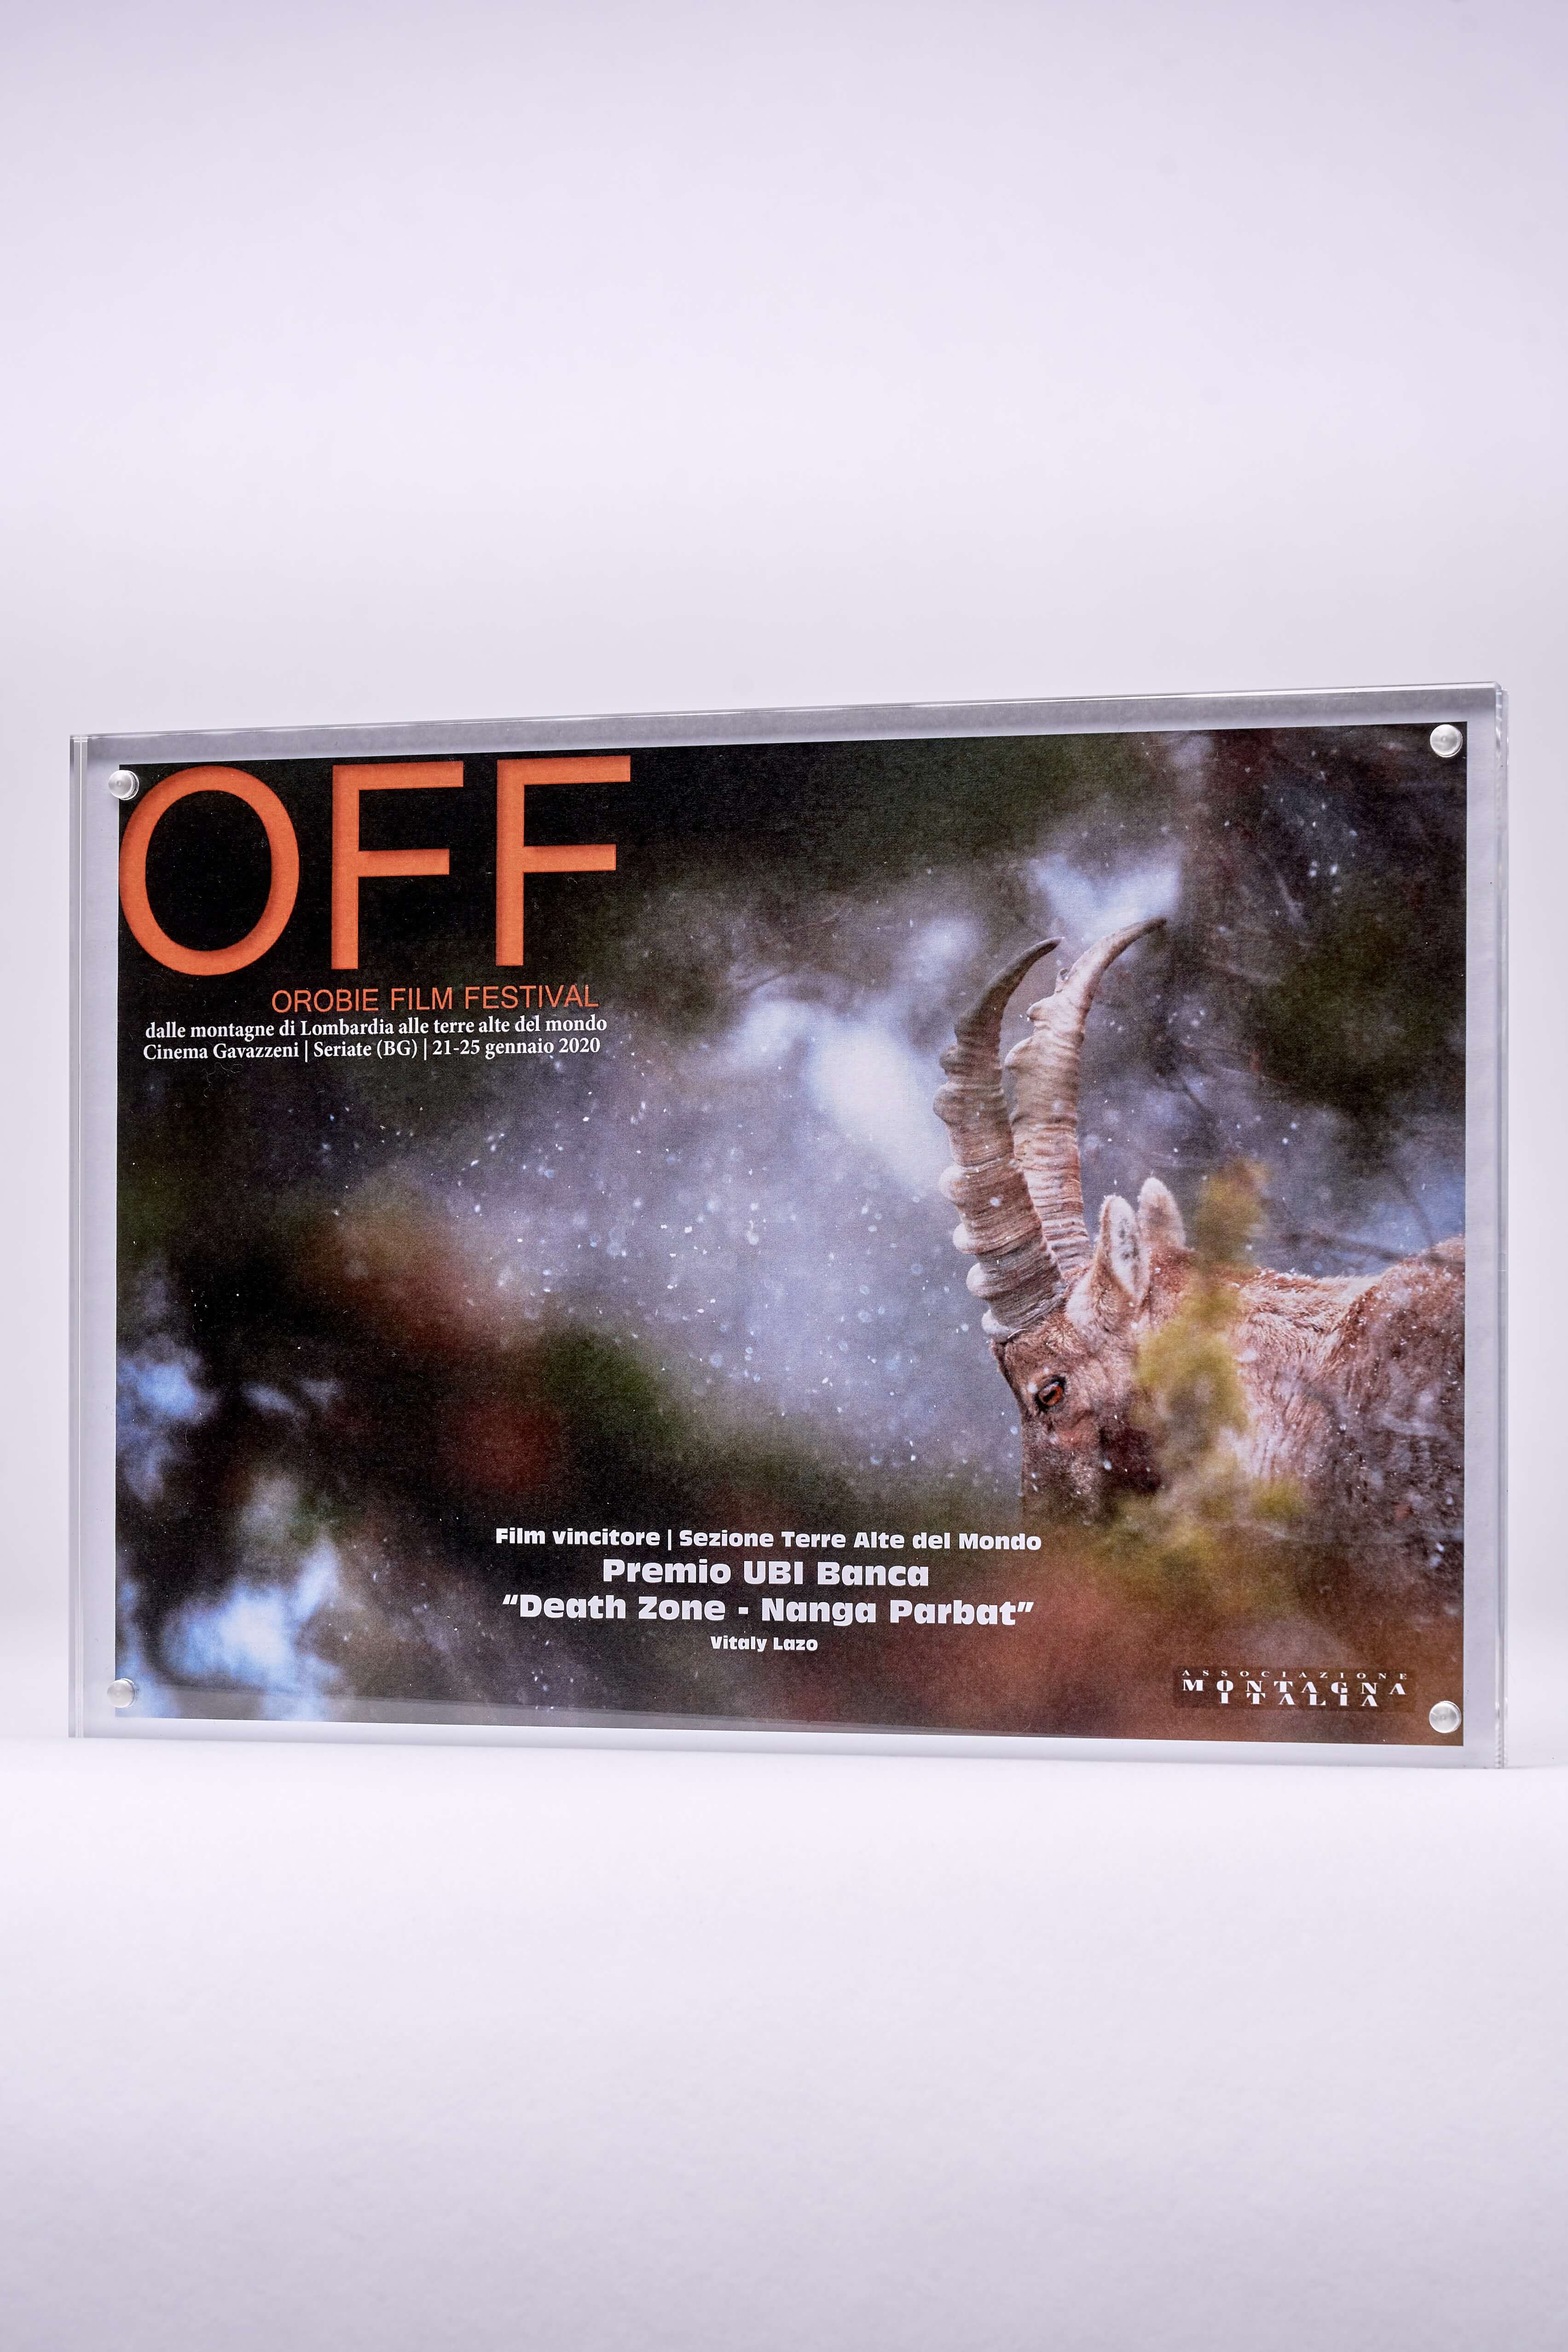 OFF
OROBIE FILM FESTIVAL
dalle montagne di Lombardia alle terre alte del mondo
Cinema Gavazzeni | Seriate (BG) | 21-25 gennaio 2020
Film vincitore | Sezione Terre Alte del Mondo
Premio UBI Banca
“Death Zone - Nanga Parbat”
Vitaly Lazo
ASSOCIAZIONE
MONTAGNA
ITALIA